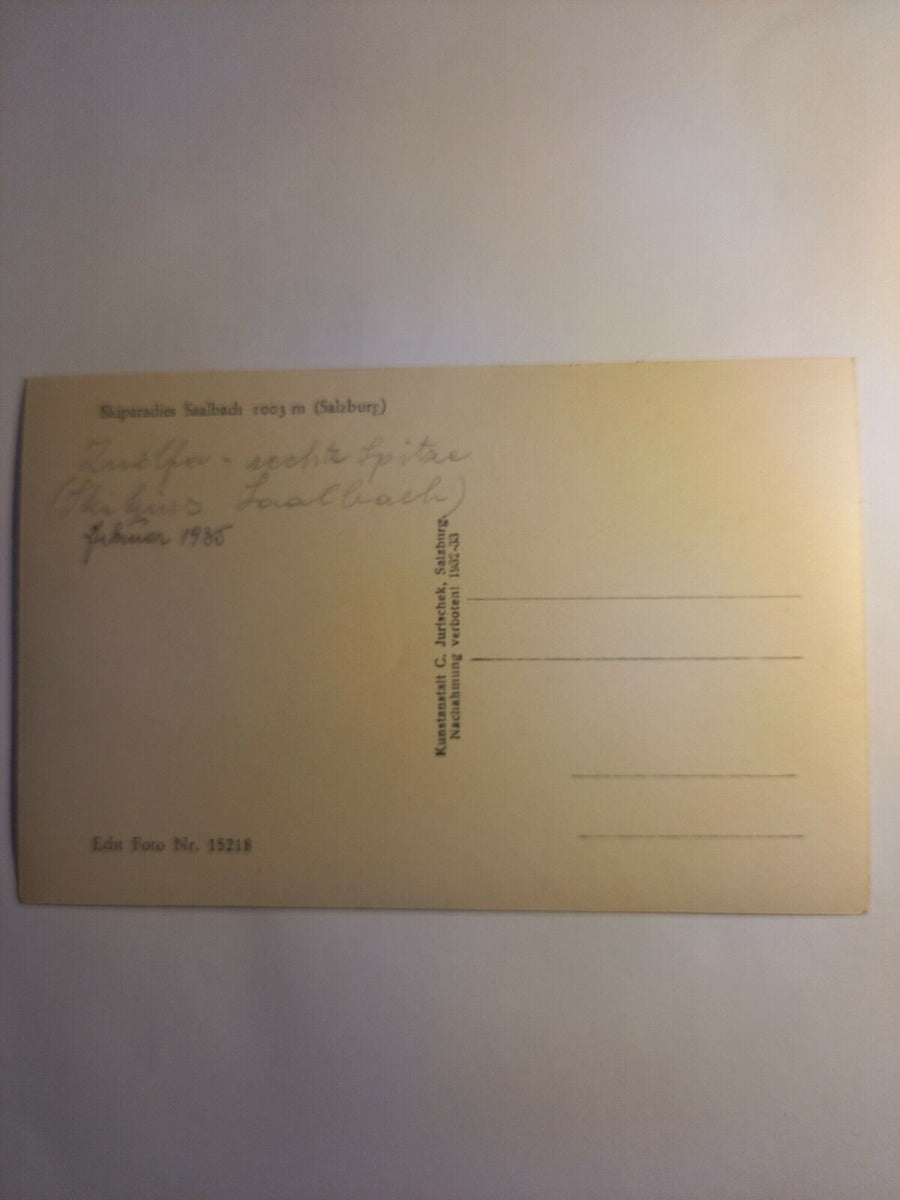 Skiparadies Saalbach 1003 m (Salzburg)
Zwölfer - rechte Spitze
(Skikurs Saalbach)
Februar 1935
Kunstanstalt C. Jurischek, Salzburg.
Nachahmung verboten! 1932-33
Echt Foto Nr. 15218